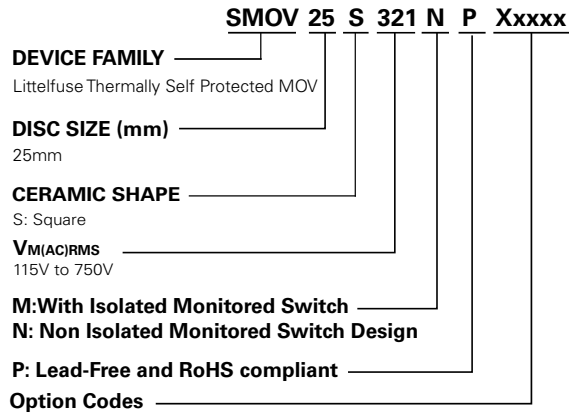 SMOV 25 S 321 N P Xxxxx
DEVICE FAMILY
Littelfuse Thermally Self Protected MOV
DISC SIZE (mm)
25mm
CERAMIC SHAPE
S: Square
VM(AC)RMS
115V to 750V
M:With Isolated Monitored Switch
N: Non Isolated Monitored Switch Design
P: Lead-Free and RoHS compliant
Option Codes